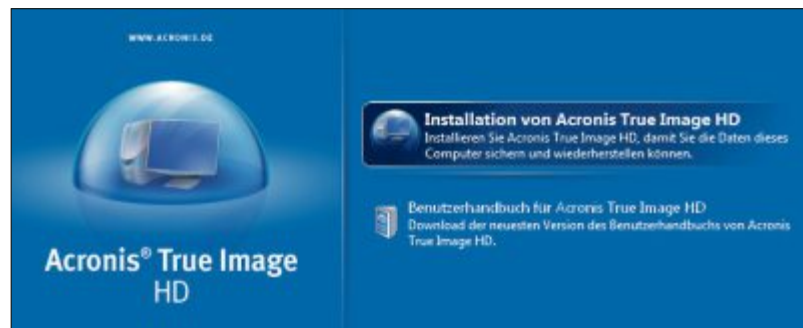 WWW.ACRONIS.DE
Acronis® True Image
HD
Installation von Acronis True Image HD
Installieren Sie Acronis True Image HD, damit Sie die Daten dieses
Computer sichern und wiederherstellen können.
Benutzerhandbuch für Acronis True Image HD
Download der neuesten Version des Benutzerhandbuchs von Acronis
True Image HD.